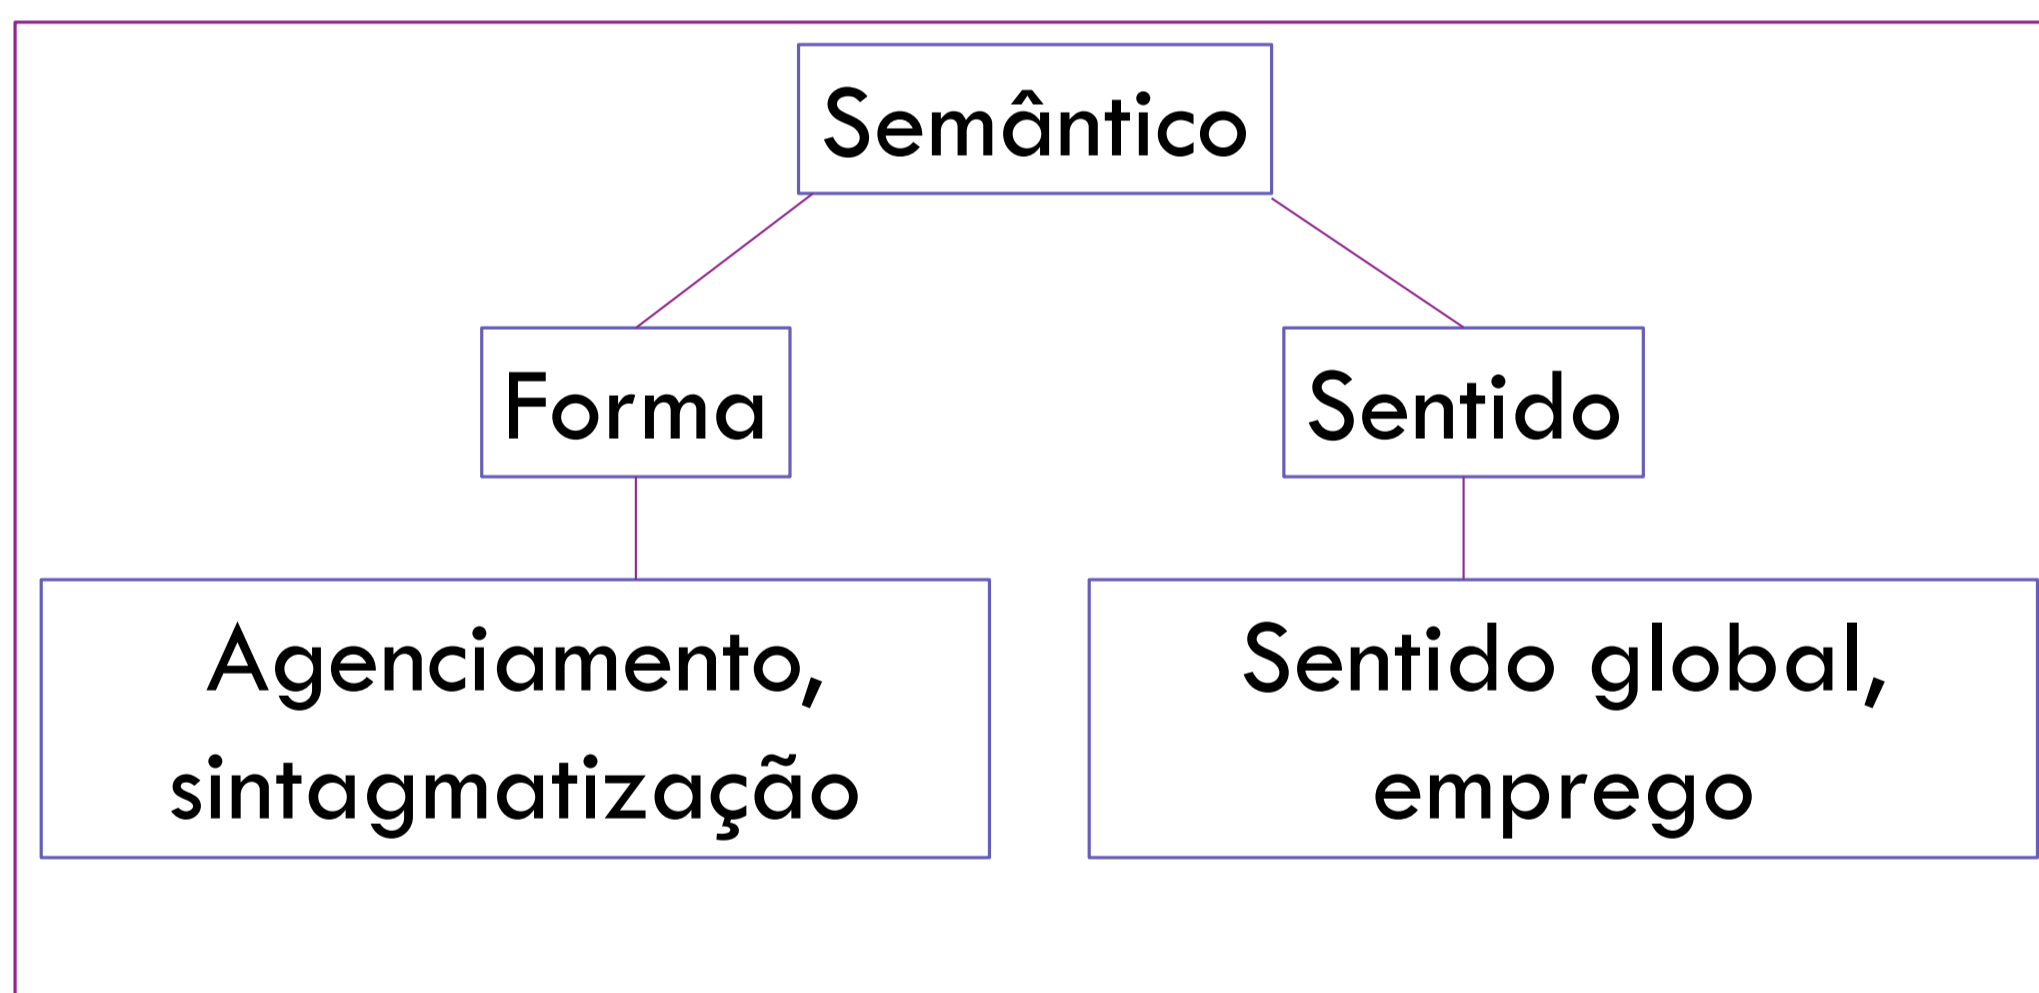 Semântico
Forma
Sentido
Agenciamento,
sintagmatização
Sentido global,
emprego